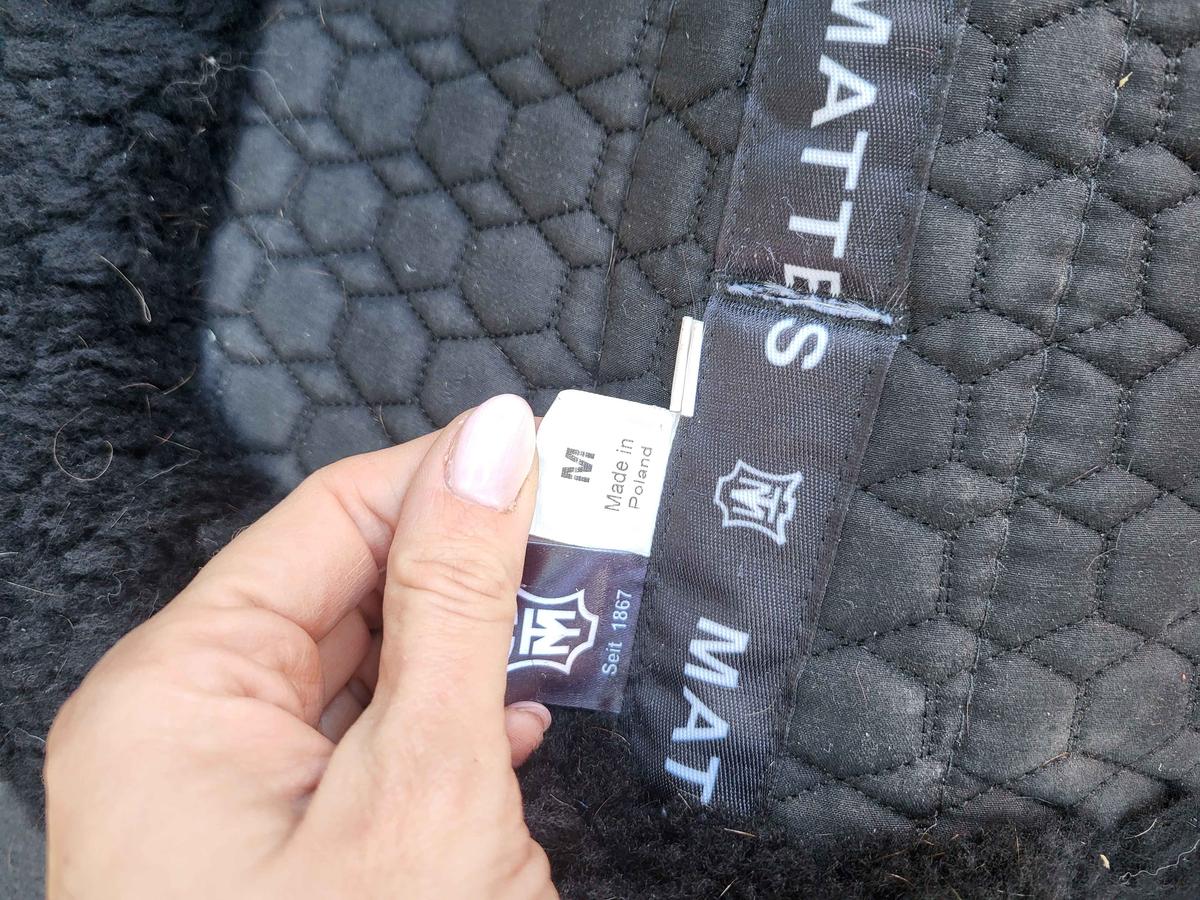 MATTES
MAT
M
Made in
Poland
Seit 1867